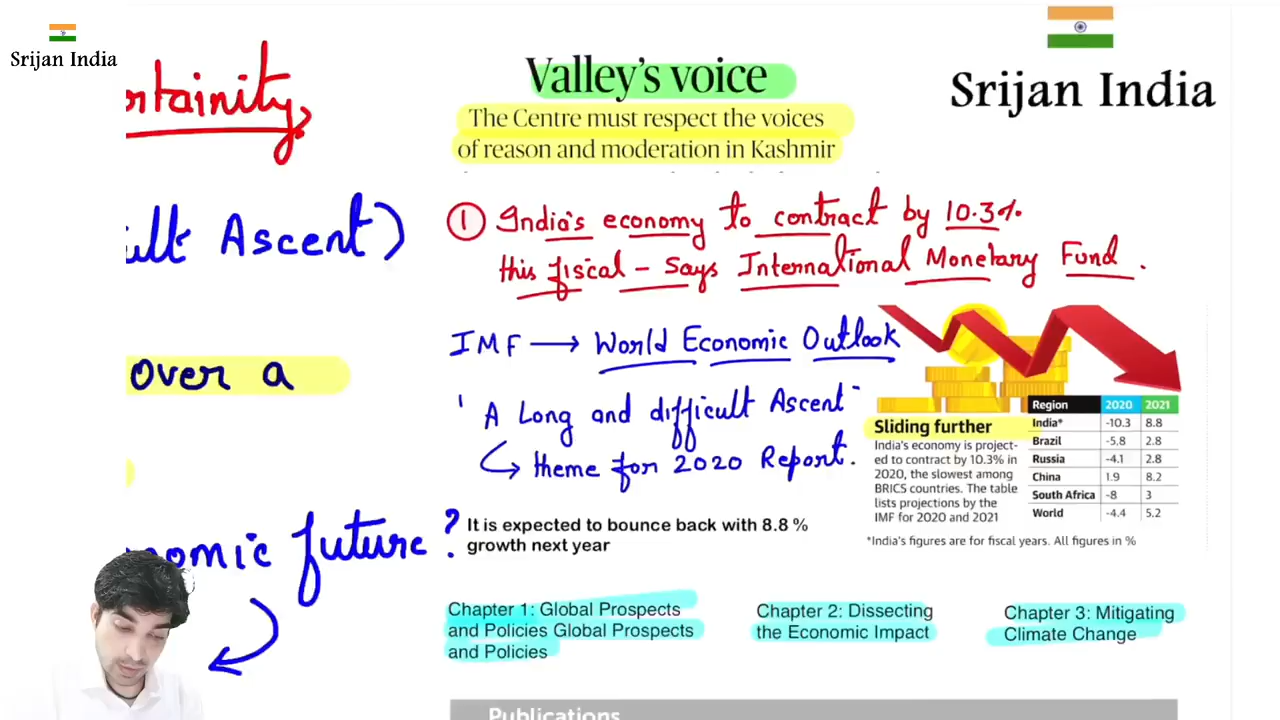 Srijan India
Srijan India
Valley's voice
The Centre must respect the voices
of reason and moderation in Kashmir
Ascent)
over a
future?
① India's economy to contract by 10.3%
this fiscal – Says International Monetary Fund.
IMF → World Economic Outlook
' A Long and difficult Ascent "
theme for 2020 Report.
Sliding further
India's economy is project-
ed to contract by 10.3% in
2020, the slowest among
BRICS countries. The table
lists projections by the
IMF for 2020 and 2021
Region 2020 2021
India* -10.3 8.8
Brazil -5.8 2.8
Russia -4.1 2.8
China 1.9 8.2
South Africa -8 3
World -4.4 5.2
*India's figures are for fiscal years. All figures in %
It is expected to bounce back with 8.8 %
growth next year
Chapter 1: Global Prospects
and Policies Global Prospects
and Policies
Chapter 2: Dissecting
the Economic Impact
Chapter 3: Mitigating
Climate Change
Publications